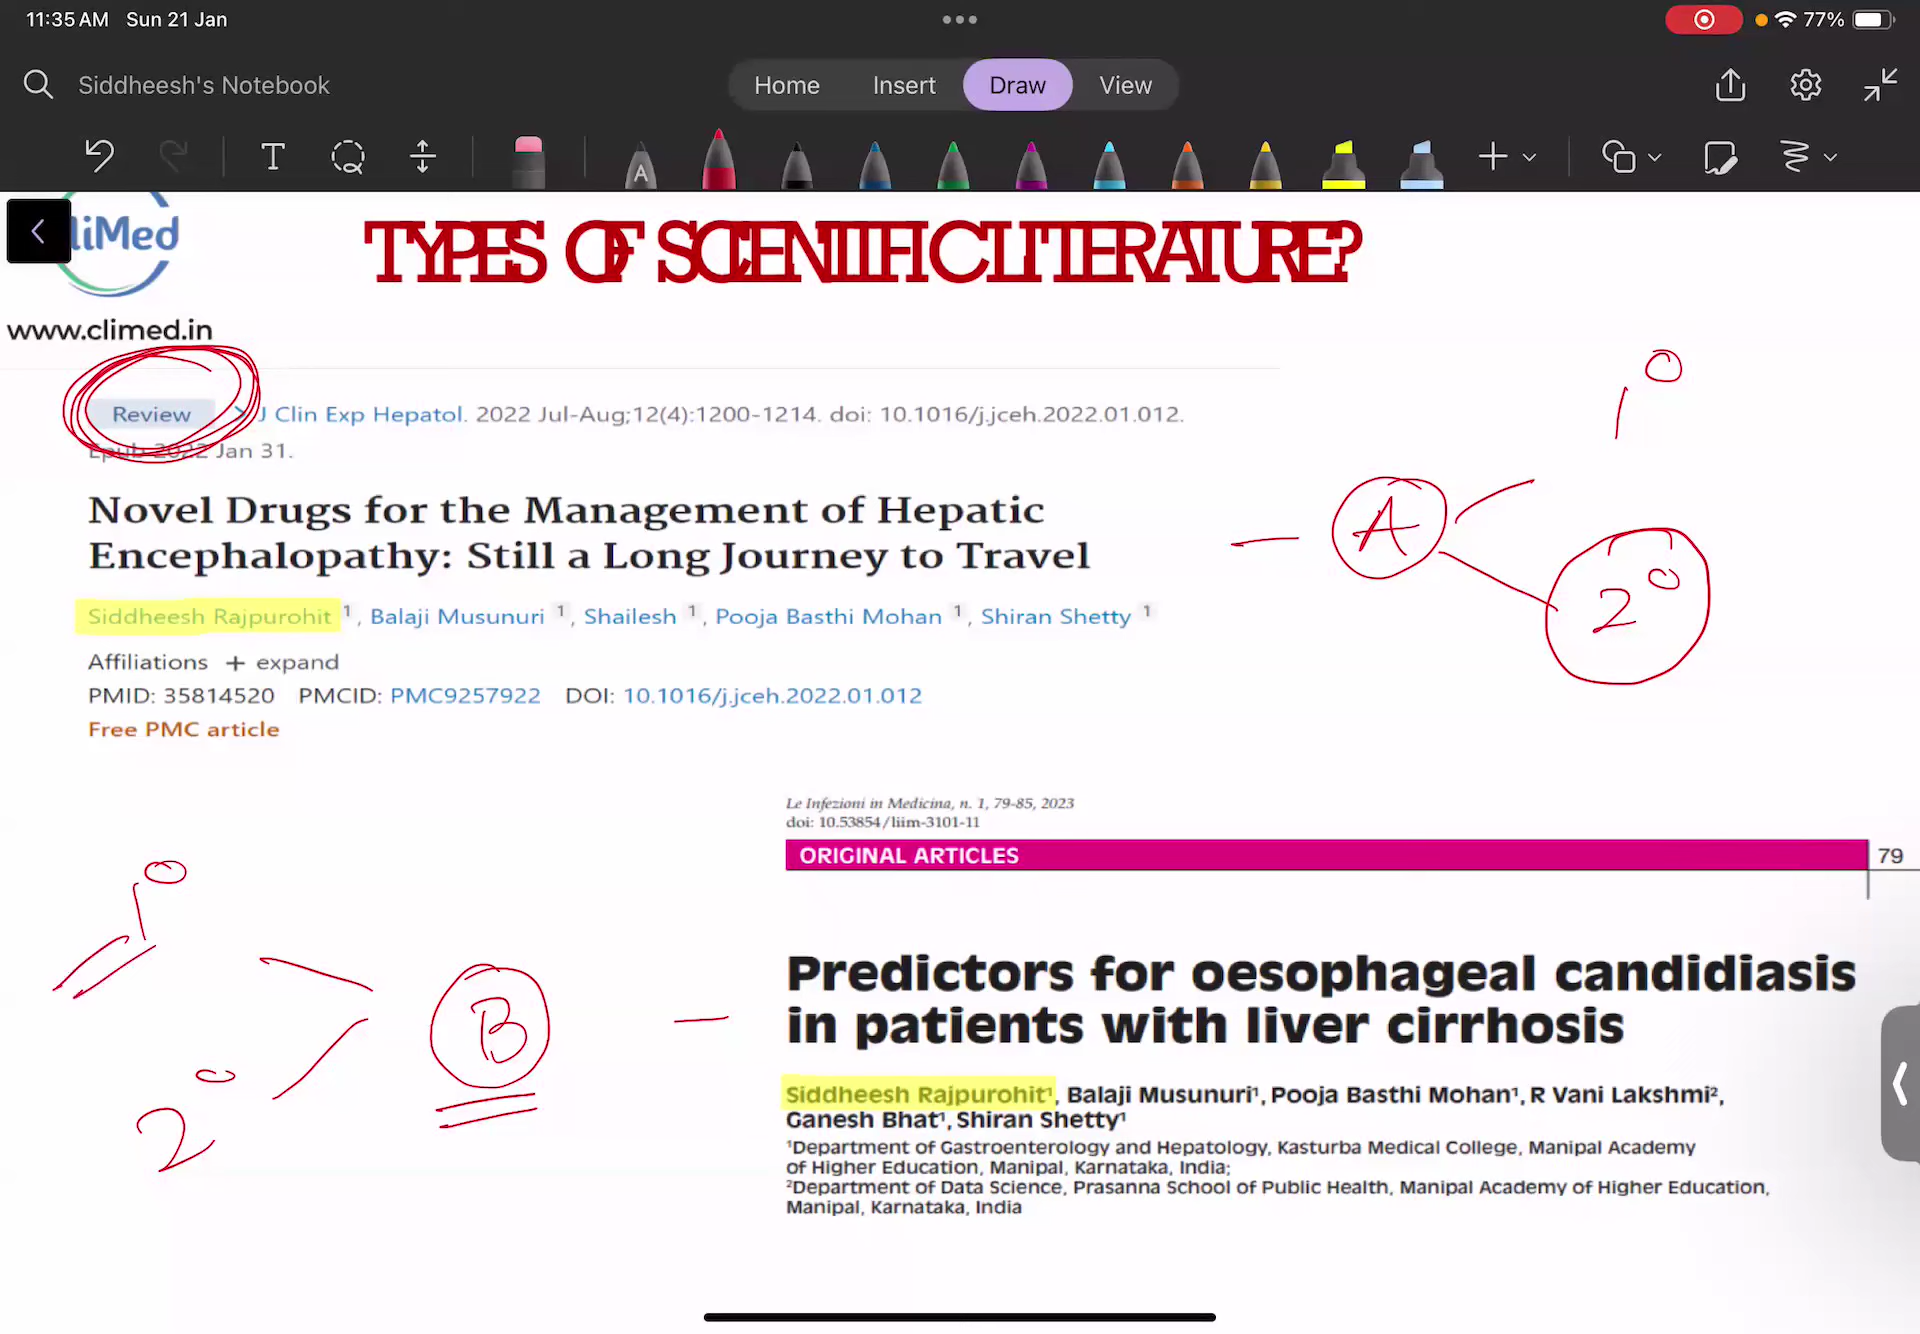 11:35 AM Sun 21 Jan
77%
Siddheesh's Notebook
Home Insert Draw View
T
A
liMed
TYPES OF SCIENTIFIC LITERATURE?
www.climed.in
Review J Clin Exp Hepatol. 2022 Jul-Aug;12(4):1200-1214. doi: 10.1016/j.jceh.2022.01.012.
Epub 2022 Jan 31.
1°
Novel Drugs for the Management of Hepatic
Encephalopathy: Still a Long Journey to Travel
A
2°
Siddheesh Rajpurohit 1, Balaji Musunuri 1, Shailesh 1, Pooja Basthi Mohan 1, Shiran Shetty 1
Affiliations + expand
PMID: 35814520 PMCID: PMC9257922 DOI: 10.1016/j.jceh.2022.01.012
Free PMC article
Le Infezioni in Medicina, n. 1, 79-85, 2023
doi: 10.53854/liim-3101-11
ORIGINAL ARTICLES 79
1°
B
2°
Predictors for oesophageal candidiasis
in patients with liver cirrhosis
Siddheesh Rajpurohit¹, Balaji Musunuri¹, Pooja Basthi Mohan¹, R Vani Lakshmi²,
Ganesh Bhat¹, Shiran Shetty¹
¹Department of Gastroenterology and Hepatology, Kasturba Medical College, Manipal Academy
of Higher Education, Manipal, Karnataka, India;
²Department of Data Science, Prasanna School of Public Health, Manipal Academy of Higher Education,
Manipal, Karnataka, India